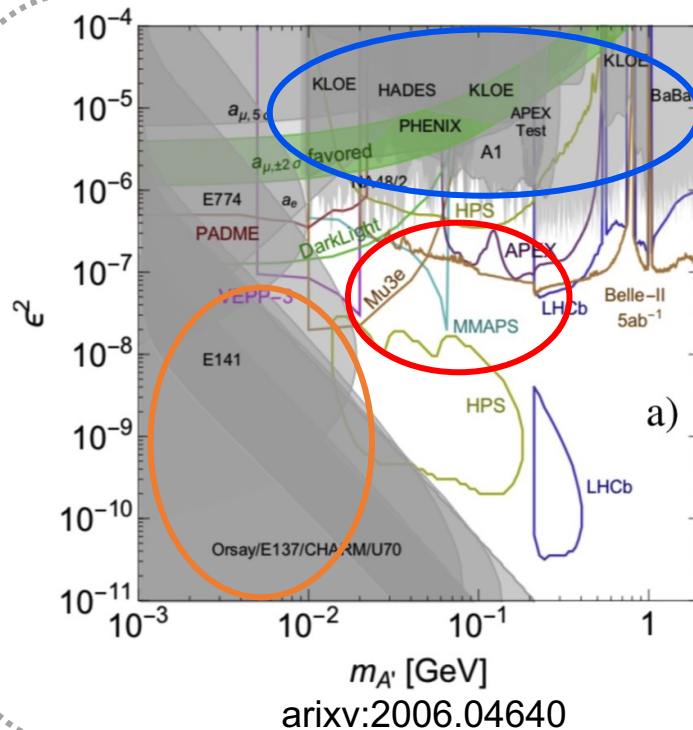 10⁻⁴
10⁻⁵
10⁻⁶
10⁻⁷
10⁻⁸
10⁻⁹
10⁻¹⁰
10⁻¹¹
ϵ²
KLOE
HADES
KLOE
KLOE
BaBa
a_μ,5σ
PHENIX
APEX
Test
a_μ,±2σ favored
A1
NA48/2
E774
a_e
HPS
PADME
DarkLight
APEX
VEPP-3
Mu3e
MMAPS
LHCb
Belle-II
5ab⁻¹
E141
HPS
a)
LHCb
Orsay/E137/CHARM/U70
10⁻³
10⁻²
10⁻¹
1
m_A' [GeV]
arixv:2006.04640